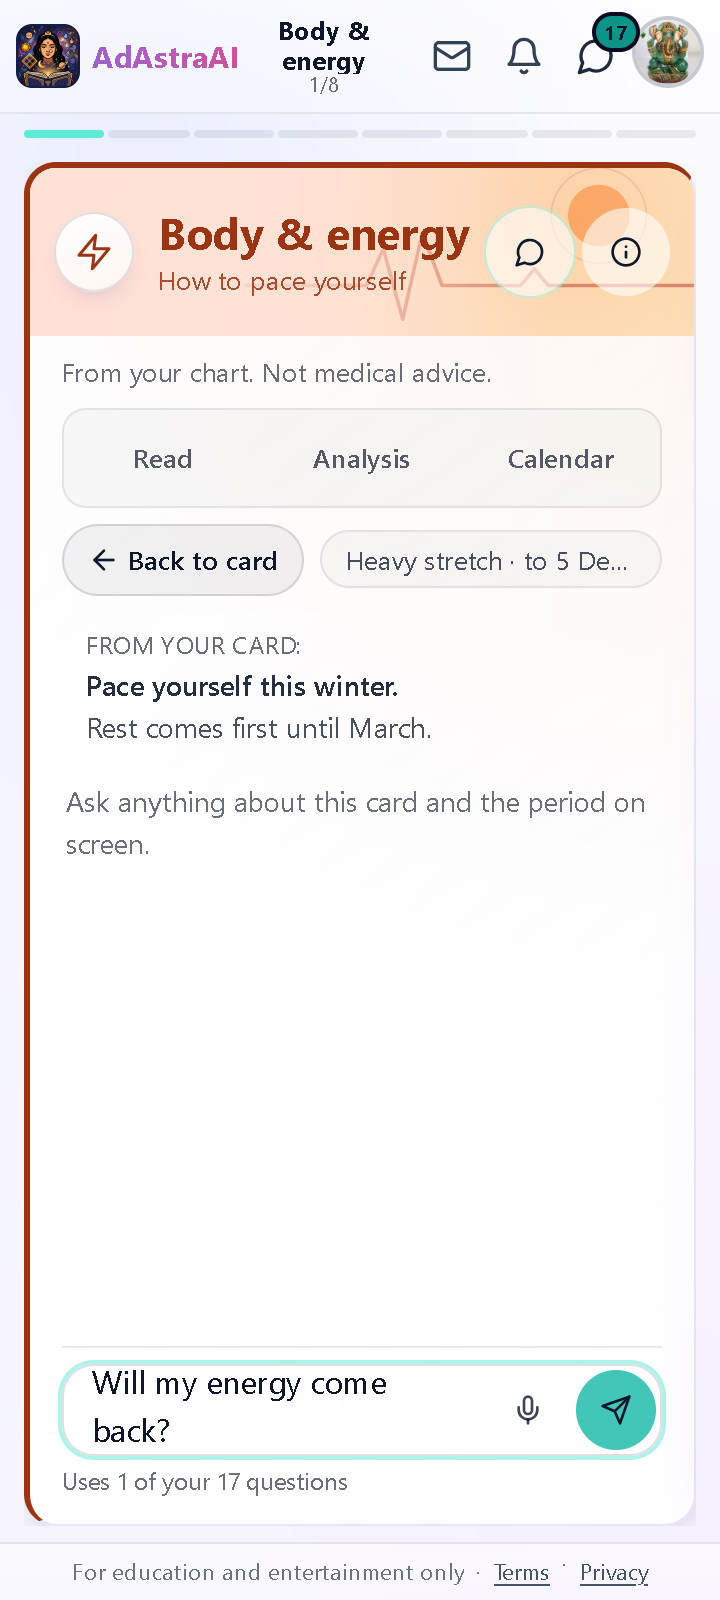 AdAstraAI
Body &
energy
1/8
17
Body & energy
How to pace yourself
From your chart. Not medical advice.
Read
Analysis
Calendar
Back to card
Heavy stretch · to 5 De...
FROM YOUR CARD:
Pace yourself this winter.
Rest comes first until March.
Ask anything about this card and the period on
screen.
Will my energy come
back?
Uses 1 of your 17 questions
For education and entertainment only · Terms · Privacy